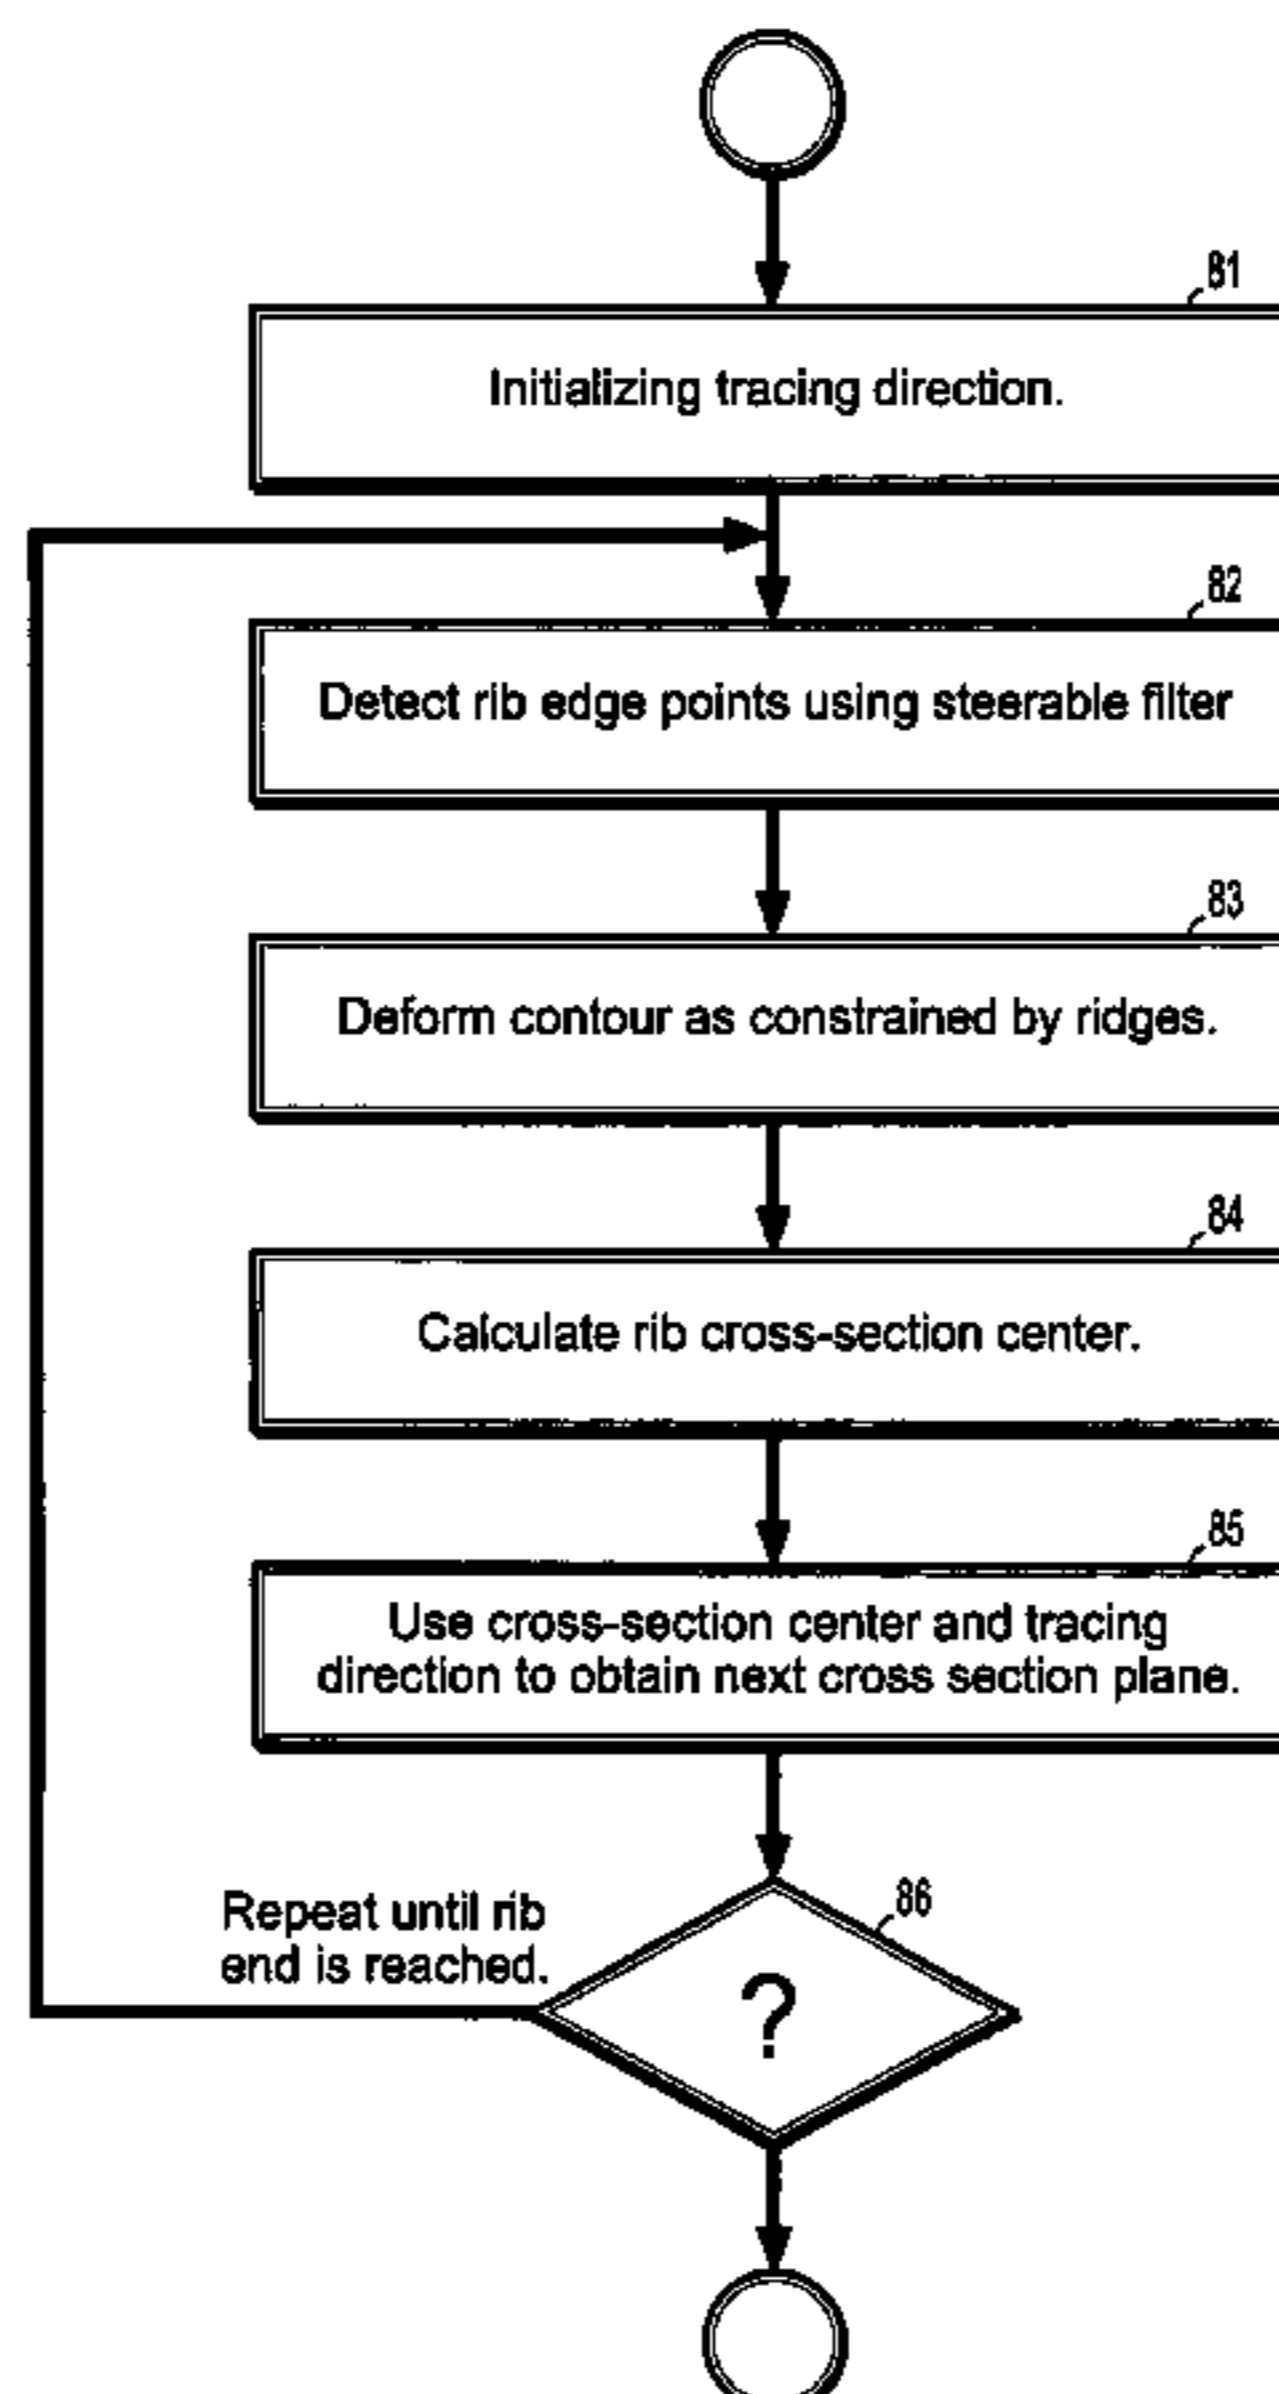 81
Initializing tracing direction.
82
Detect rib edge points using steerable filter
83
Deform contour as constrained by ridges.
84
Calculate rib cross-section center.
85
Use cross-section center and tracing
direction to obtain next cross section plane.
86
Repeat until rib
end is reached.
?